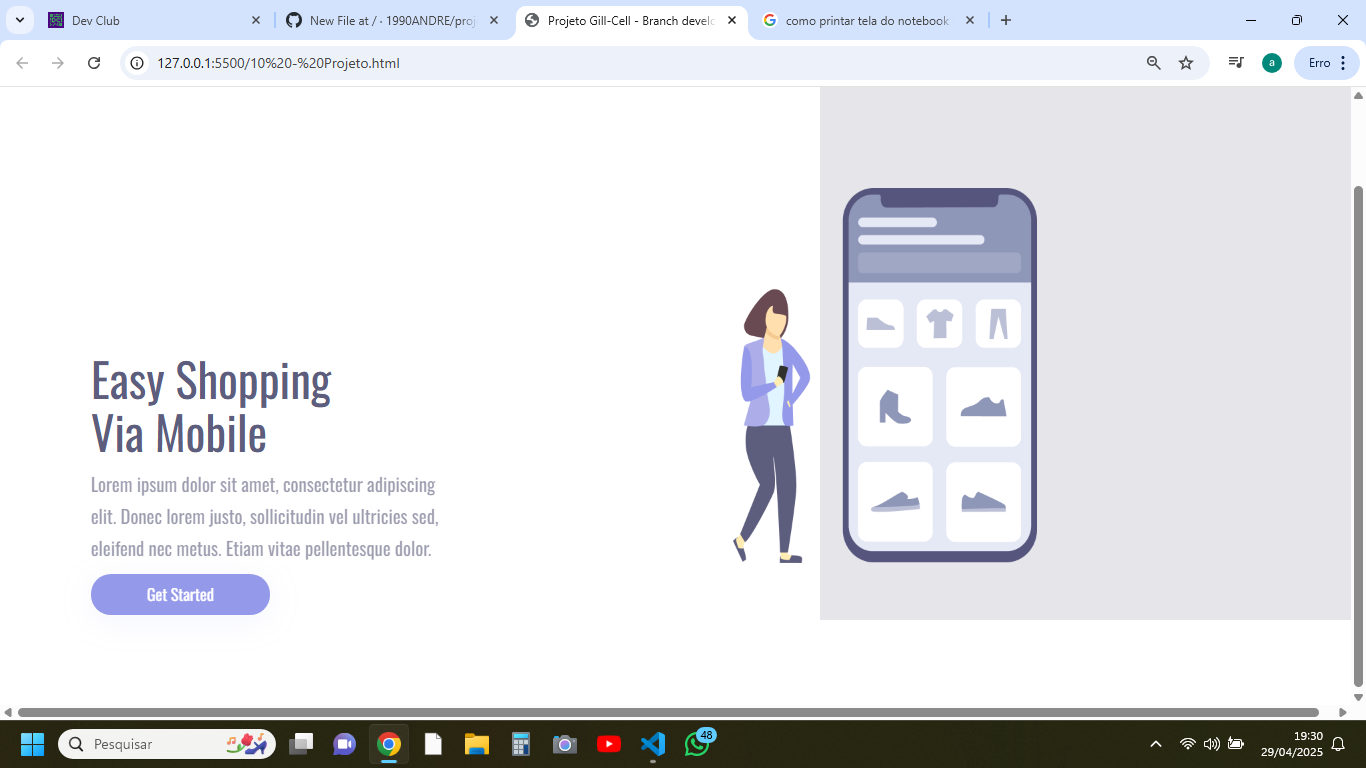 Dev Club
New File at / · 1990ANDRE/proj
Projeto Gill-Cell - Branch develo
como printar tela do notebook
127.0.0.1:5500/10%20-%20Projeto.html
a
Erro
Easy Shopping
Via Mobile
Lorem ipsum dolor sit amet, consectetur adipiscing
elit. Donec lorem justo, sollicitudin vel ultricies sed,
eleifend nec metus. Etiam vitae pellentesque dolor.
Get Started
Pesquisar
48
19:30
29/04/2025